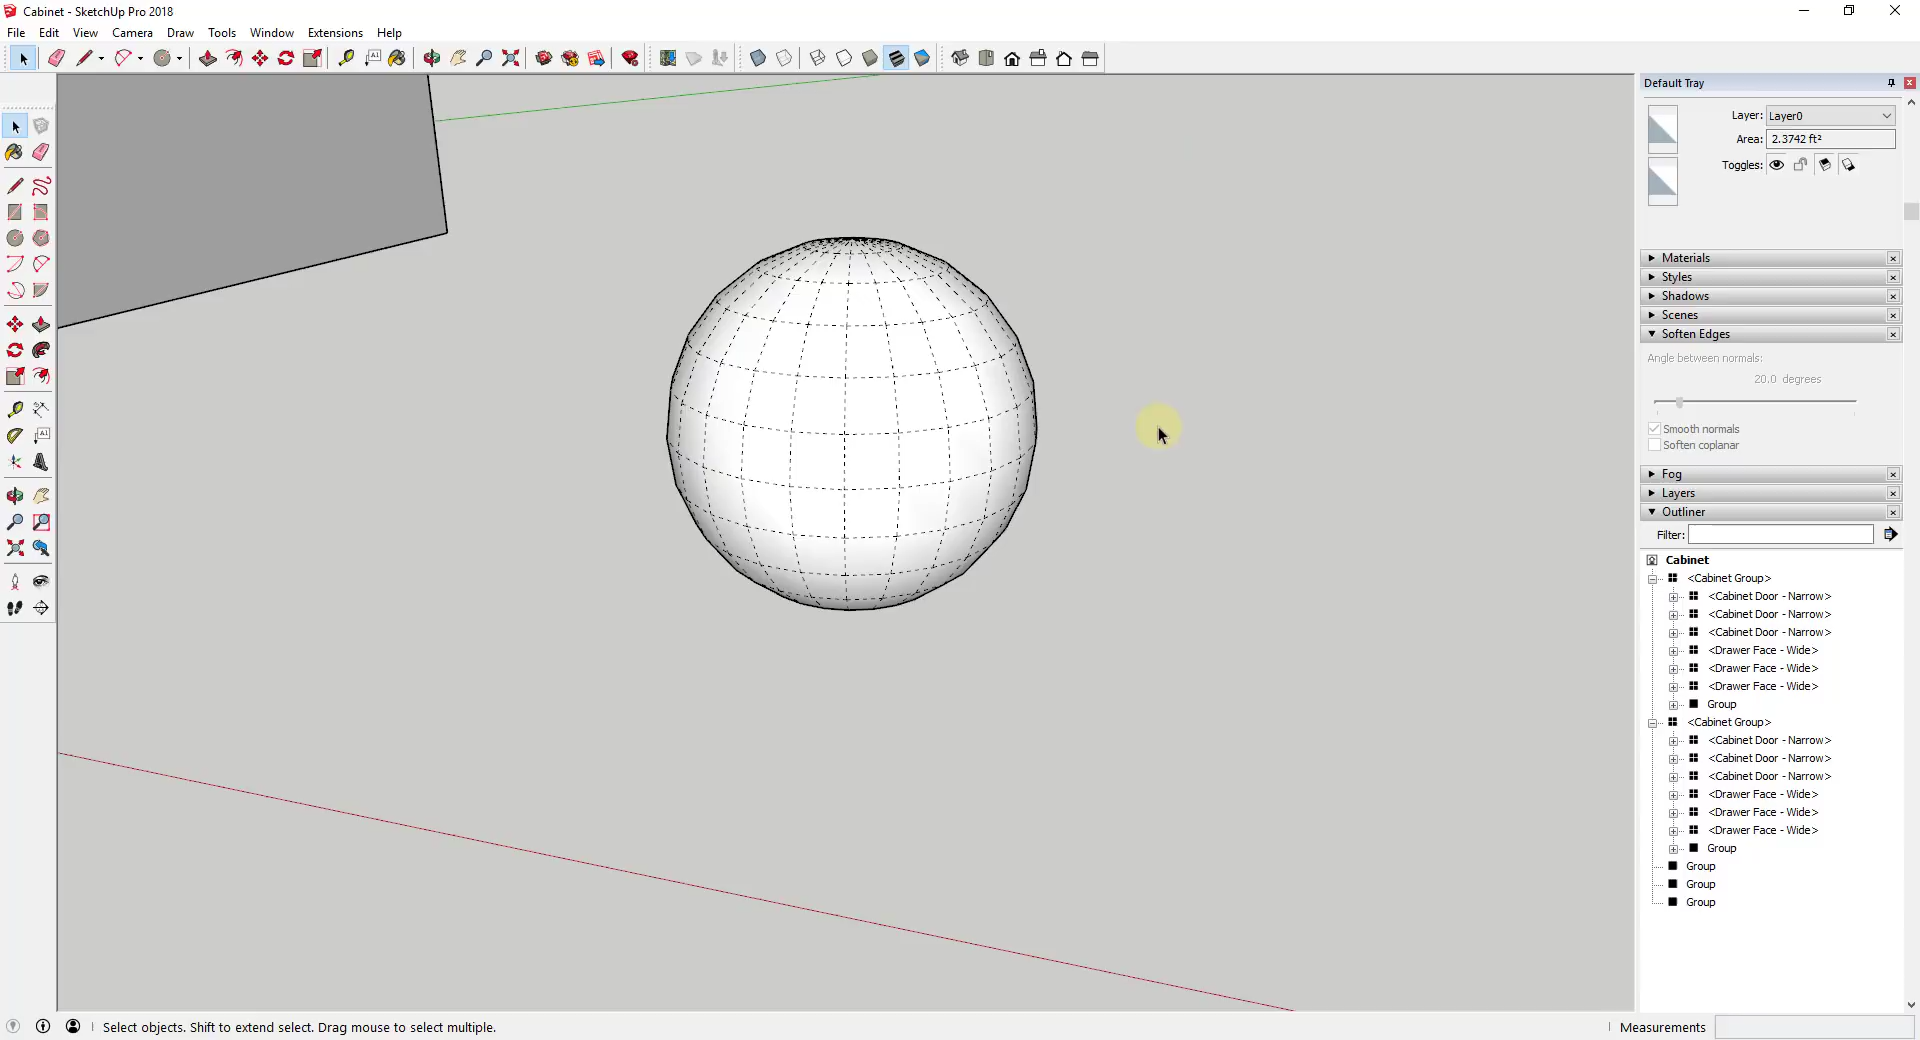 Cabinet - SketchUp Pro 2018
File Edit View Camera Draw Tools Window Extensions Help
Default Tray
Layer: Layer0
Area: 2.3742 ft²
Toggles:
Materials
Styles
Shadows
Scenes
Soften Edges
Angle between normals:
20.0 degrees
Smooth normals
Soften coplanar
Fog
Layers
Outliner
Filter:
Cabinet
<Cabinet Group>
<Cabinet Door - Narrow>
<Cabinet Door - Narrow>
<Cabinet Door - Narrow>
<Drawer Face - Wide>
<Drawer Face - Wide>
<Drawer Face - Wide>
Group
<Cabinet Group>
<Cabinet Door - Narrow>
<Cabinet Door - Narrow>
<Cabinet Door - Narrow>
<Drawer Face - Wide>
<Drawer Face - Wide>
<Drawer Face - Wide>
Group
Group
Group
Group
Select objects. Shift to extend select. Drag mouse to select multiple.
Measurements